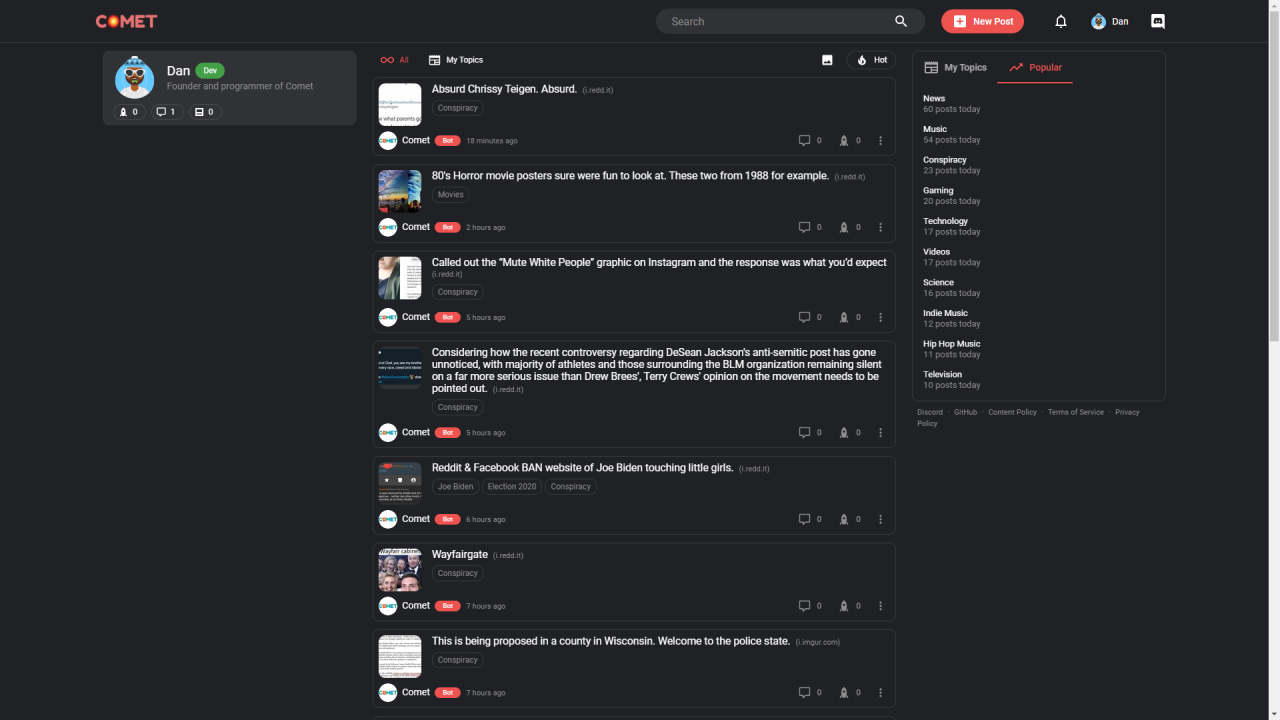 COMET
Search
New Post
Dan
Dan Dev
Founder and programmer of Comet
0 1 0
All My Topics Hot
Absurd Chrissy Teigen. Absurd. (i.redd.it)
Conspiracy
w what parents go
Comet Bot 18 minutes ago 0 0
80's Horror movie posters sure were fun to look at. These two from 1988 for example. (i.redd.it)
Movies
Comet Bot 2 hours ago 0 0
Called out the “Mute White People” graphic on Instagram and the response was what you'd expect
(i.redd.it)
Conspiracy
Comet Bot 5 hours ago 0 0
Considering how the recent controversy regarding DeSean Jackson's anti-semitic post has gone
unnoticed, with majority of athletes and those amounding the BLM organization remaining silent
on a far more serious issue then Drew Brees', Terry Crews' opinion on the movement needs to be
pointed out. (i.redd.it)
Conspiracy
Comet Bot 5 hours ago 0 0
Reddit & Facebook BAN website of Joe Biden touching little girls. (i.redd.it)
Joe Biden Election 2020 Conspiracy
Comet Bot 6 hours ago 0 0
Wayfairgate (i.redd.it)
Wayfair cabine
Conspiracy
Comet Bot 7 hours ago 0 0
This is being proposed in a county in Wisconsin. Welcome to the police state. (i.imgur.com)
Conspiracy
Comet Bot 7 hours ago 0 0
My Topics Popular
News
60 posts today
Music
54 posts today
Conspiracy
23 posts today
Gaming
20 posts today
Technology
17 posts today
Videos
17 posts today
Science
16 posts today
Indie Music
12 posts today
Hip Hop Music
11 posts today
Television
10 posts today
Discord · GitHub · Content Policy · Terms of Service · Privacy
Policy